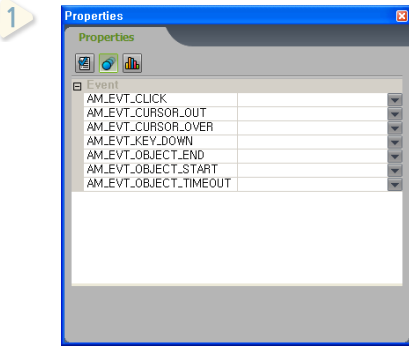 1
Properties
Properties
Event
AM_EVT_CLICK
AM_EVT_CURSOR_OUT
AM_EVT_CURSOR_OVER
AM_EVT_KEY_DOWN
AM_EVT_OBJECT_END
AM_EVT_OBJECT_START
AM_EVT_OBJECT_TIMEOUT